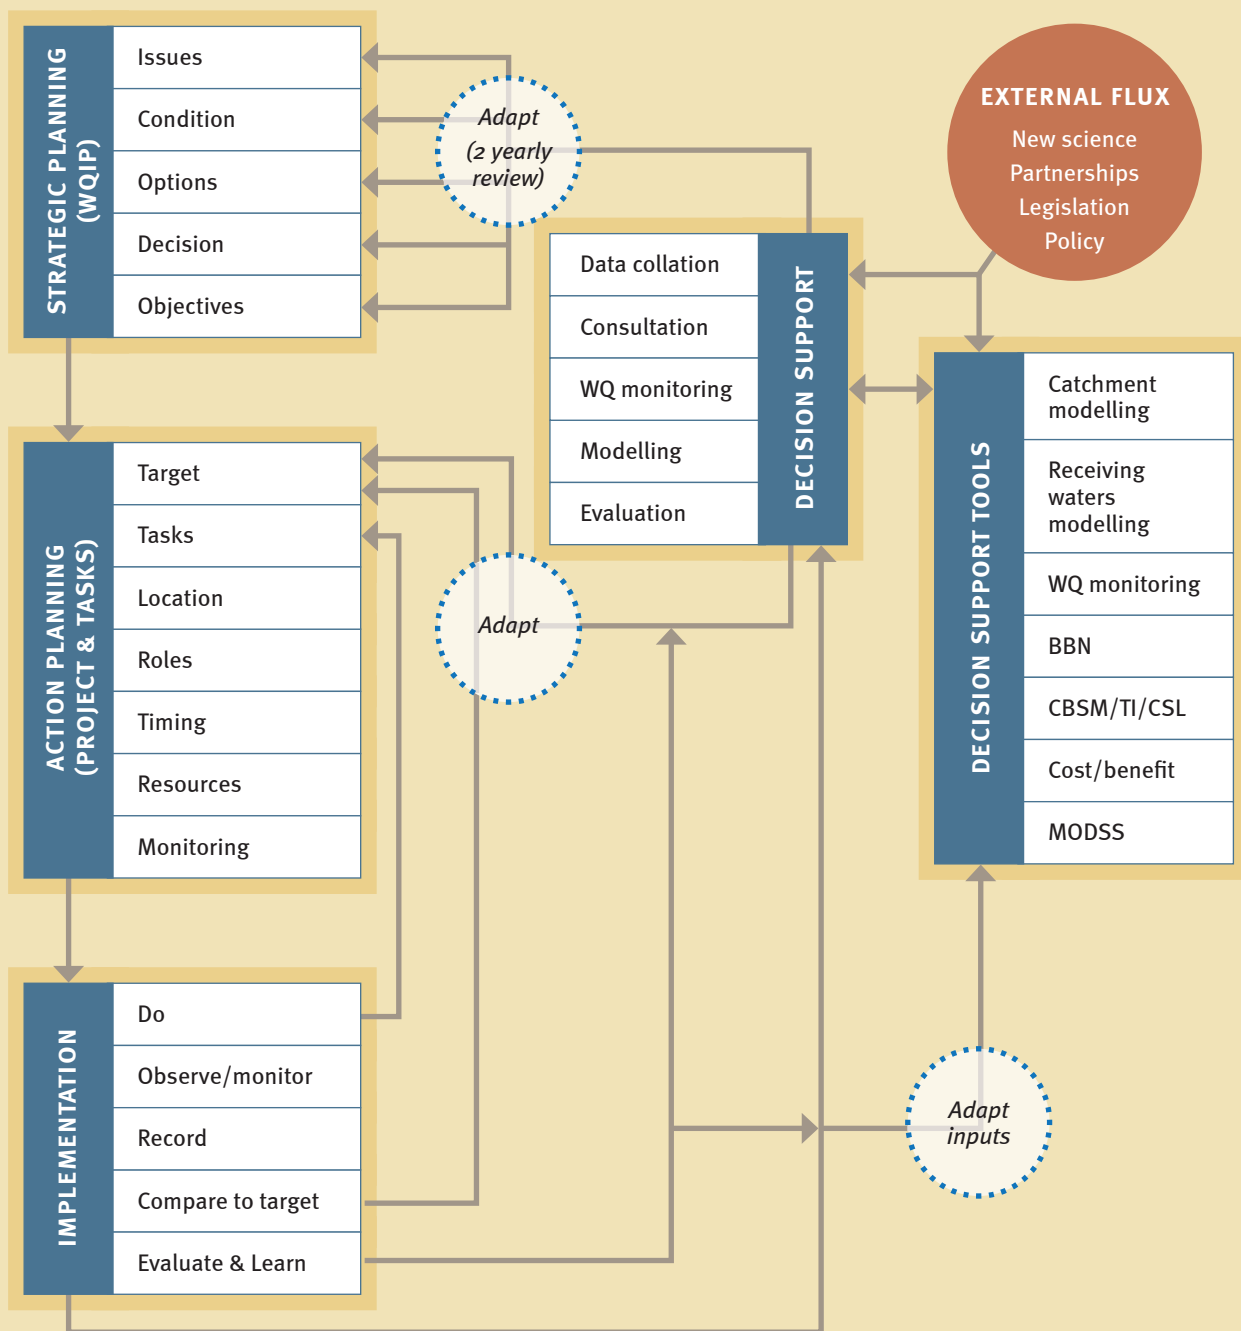 STRATEGIC PLANNING
(WQIP)
Issues
Condition
Options
Decision
Objectives
Adapt
(2 yearly
review)
EXTERNAL FLUX
New science
Partnerships
Legislation
Policy
Data collation
Consultation
WQ monitoring
Modelling
Evaluation
DECISION SUPPORT
DECISION SUPPORT TOOLS
Catchment
modelling
Receiving
waters
modelling
WQ monitoring
BBN
CBSM/TI/CSL
Cost/benefit
MODSS
ACTION PLANNING
(PROJECT & TASKS)
Target
Tasks
Location
Roles
Timing
Resources
Monitoring
Adapt
IMPLEMENTATION
Do
Observe/monitor
Record
Compare to target
Evaluate & Learn
Adapt
inputs